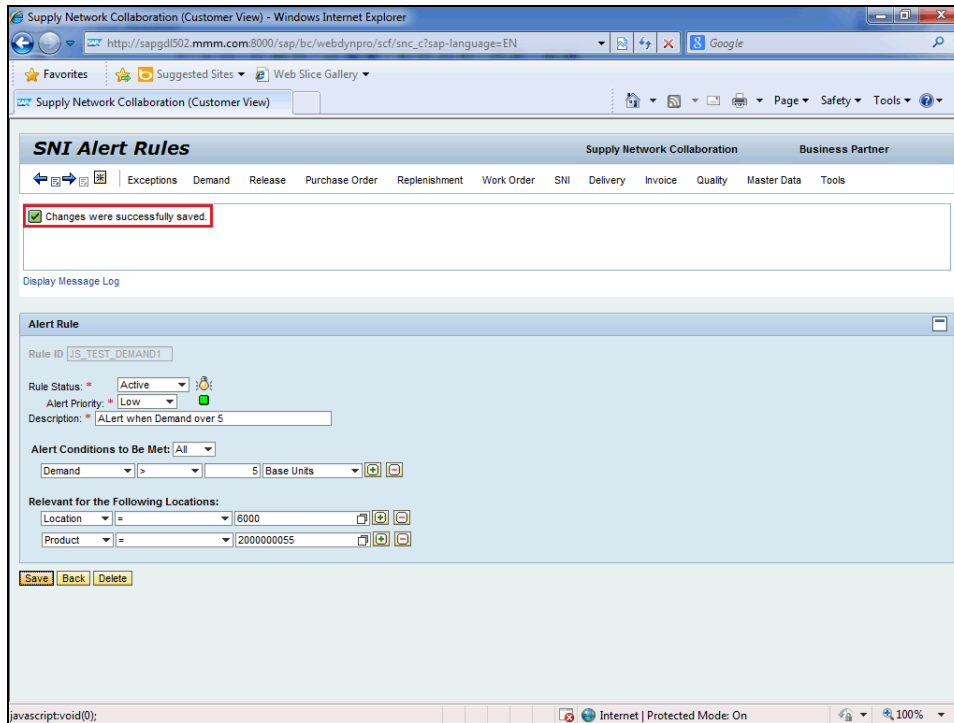 Supply Network Collaboration (Customer View) - Windows Internet Explorer
http://sapgdl502.mmm.com:8000/sap/bc/webdynpro/scf/snc_c?sap-language=EN
Google
Favorites Suggested Sites Web Slice Gallery
Supply Network Collaboration (Customer View) Page Safety Tools
SNI Alert Rules Supply Network Collaboration Business Partner
Exceptions Demand Release Purchase Order Replenishment Work Order SNI Delivery Invoice Quality Master Data Tools
Changes were successfully saved.
Display Message Log
Alert Rule
Rule ID JS_TEST_DEMAND1
Rule Status: * Active
Alert Priority: * Low
Description: * ALert when Demand over 5
Alert Conditions to Be Met: All
Demand > 5 Base Units
Relevant for the Following Locations:
Location = 6000
Product = 2000000055
Save Back Delete
javascript:void(0); Internet | Protected Mode: On 100%